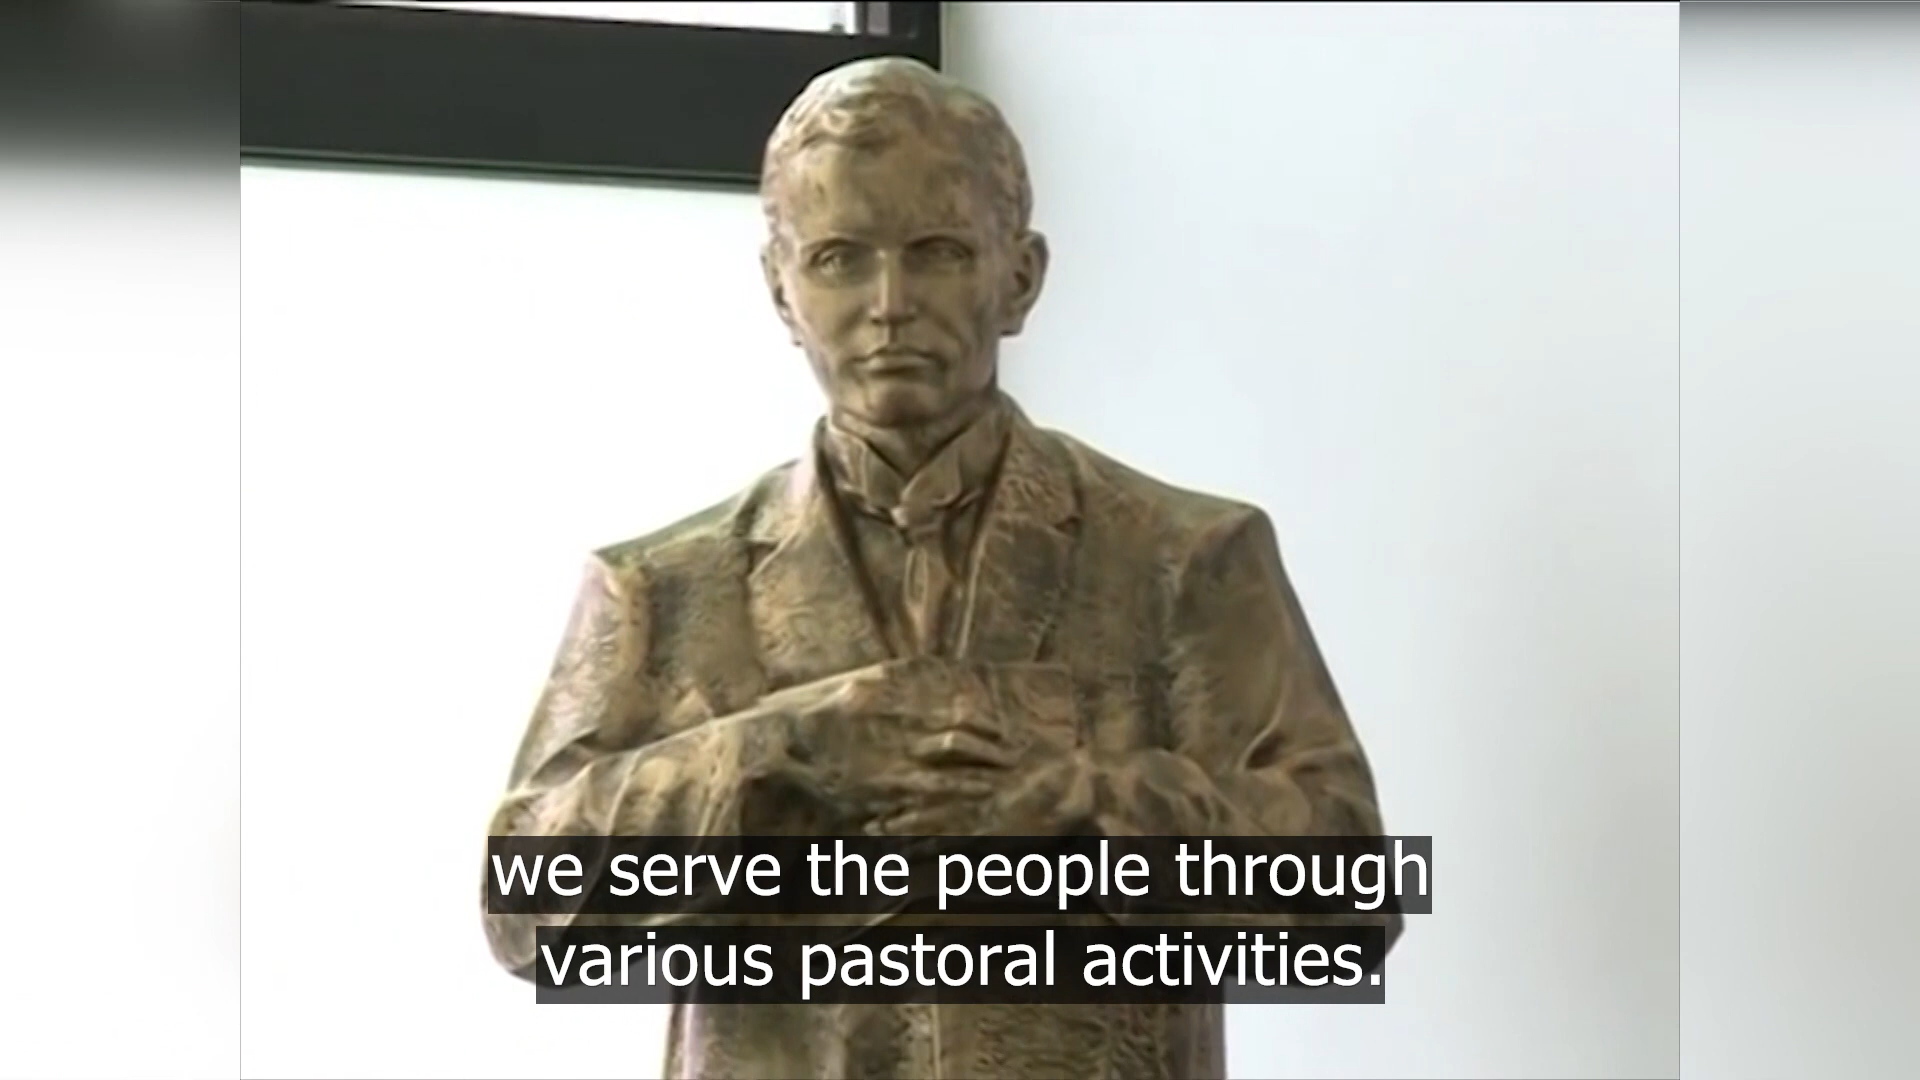 we serve the people through
various pastoral activities.